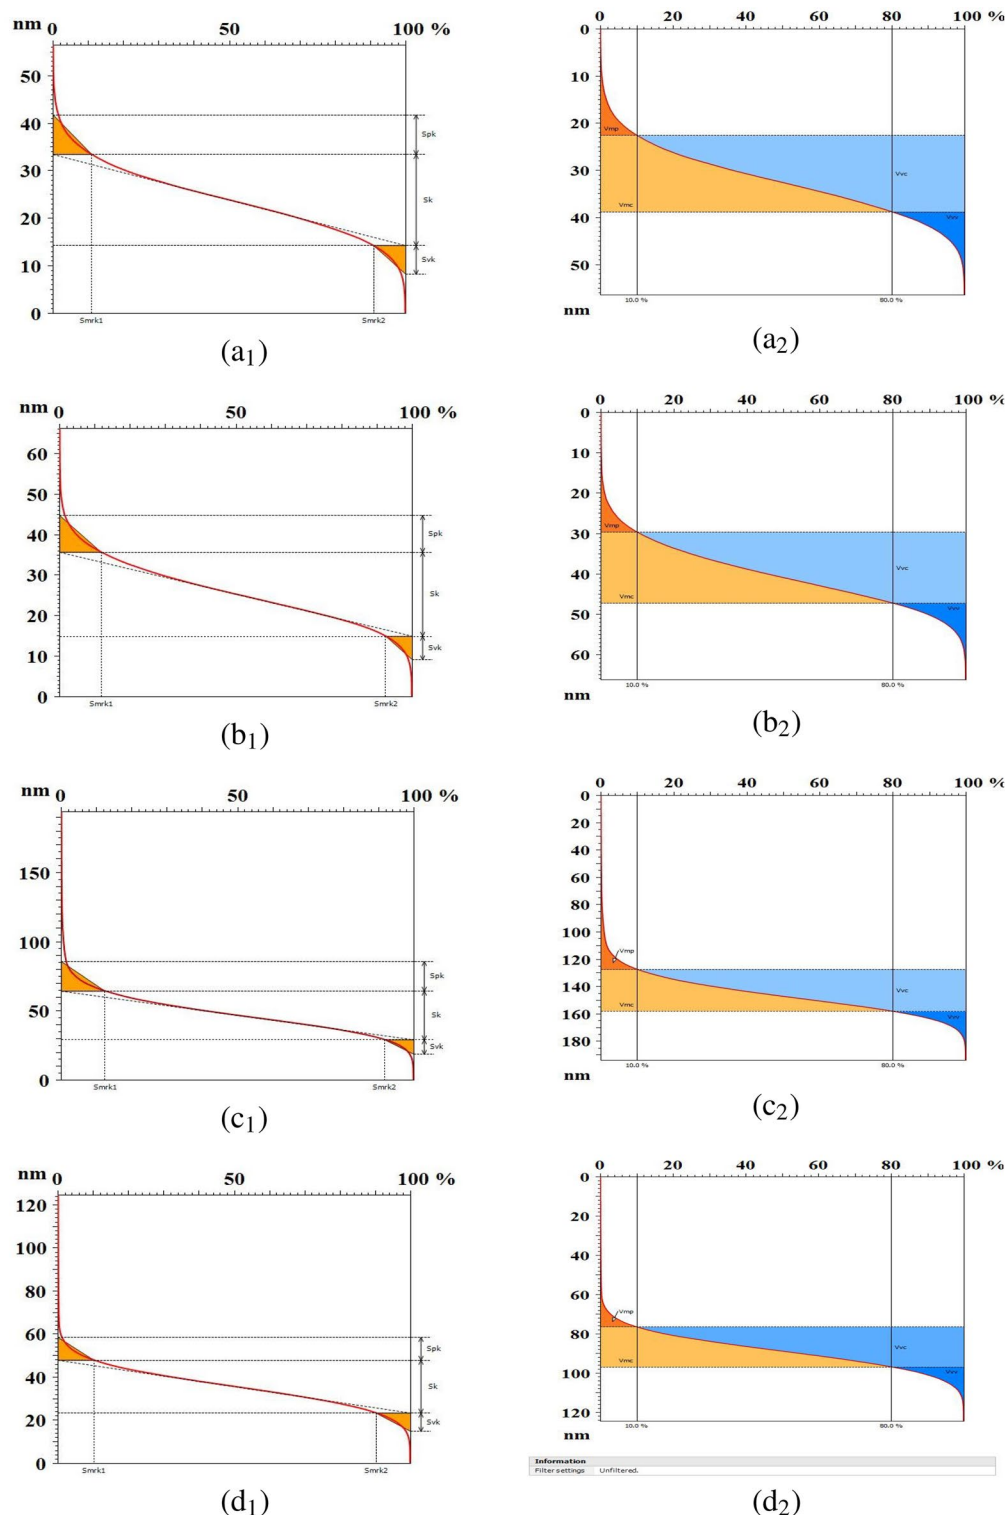 nm 0 50 100 %
50
40
30
20
10
0
Spk
Sk
Svk
Smrk1 Smrk2
(a1)
0 20 40 60 80 100 %
0
10
20
30
40
50
nm
Vmp
Vvc
Vmc
Vvv
10.0 % 80.0 %
(a2)
nm 0 50 100 %
60
50
40
30
20
10
0
Spk
Sk
Svk
Smrk1 Smrk2
(b1)
0 20 40 60 80 100 %
0
10
20
30
40
50
60
nm
Vmp
Vvc
Vmc
Vvv
10.0 % 80.0 %
(b2)
nm 0 50 100 %
150
100
50
0
Spk
Sk
Svk
Smrk1 Smrk2
(c1)
0 20 40 60 80 100 %
0
20
40
60
80
100
120
140
160
180
nm
Vmp
Vvc
Vmc
Vvv
10.0 % 80.0 %
(c2)
nm 0 50 100 %
120
100
80
60
40
20
0
Spk
Sk
Svk
Smrk1 Smrk2
(d1)
0 20 40 60 80 100 %
0
20
40
60
80
100
120
nm
Vmp
Vvc
Vmc
Vvv
10.0 % 80.0 %
Information
Filter settings Unfiltered.
(d2)